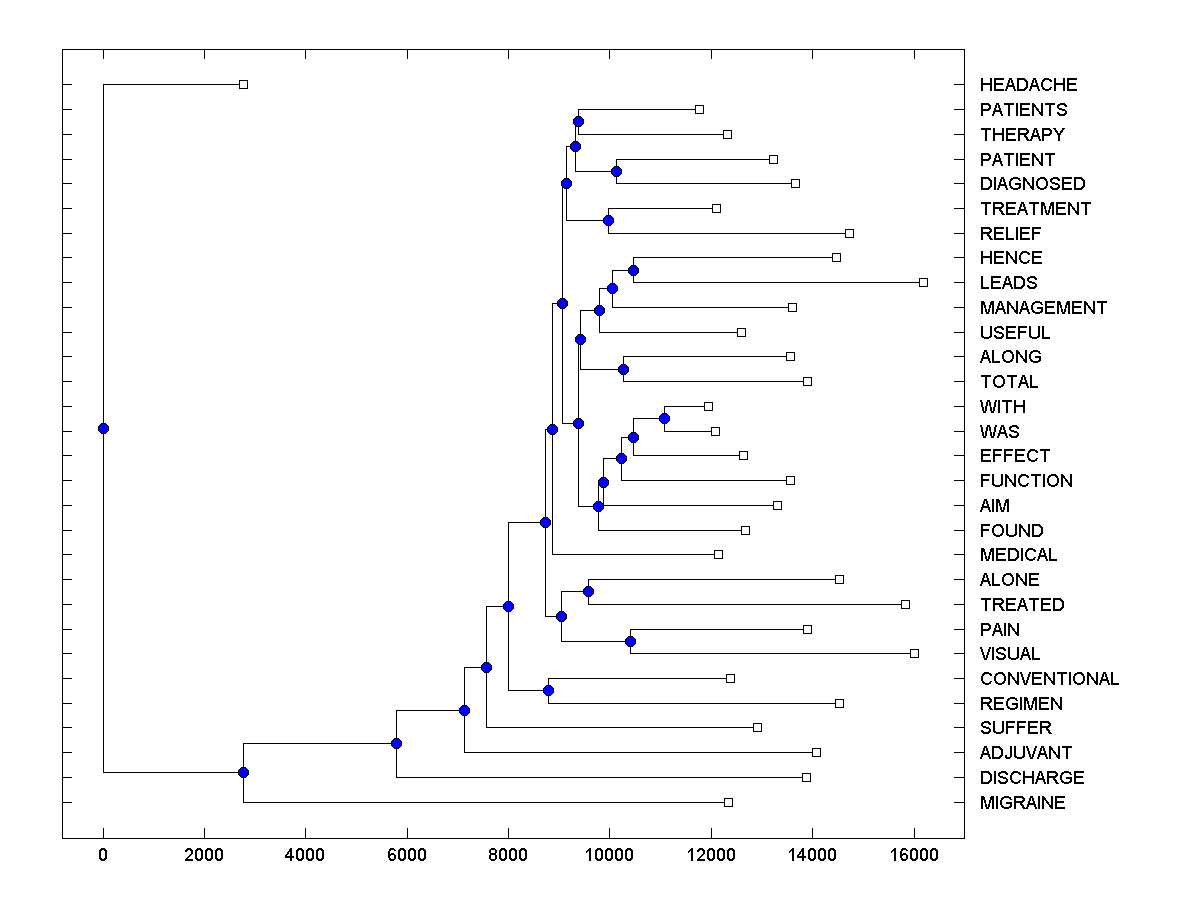 HEADACHE
PATIENTS
THERAPY
PATIENT
DIAGNOSED
TREATMENT
RELIEF
HENCE
LEADS
MANAGEMENT
USEFUL
ALONG
TOTAL
WITH
WAS
EFFECT
FUNCTION
AIM
FOUND
MEDICAL
ALONE
TREATED
PAIN
VISUAL
CONVENTIONAL
REGIMEN
SUFFER
ADJUVANT
DISCHARGE
MIGRAINE
0 2000 4000 6000 8000 10000 12000 14000 16000